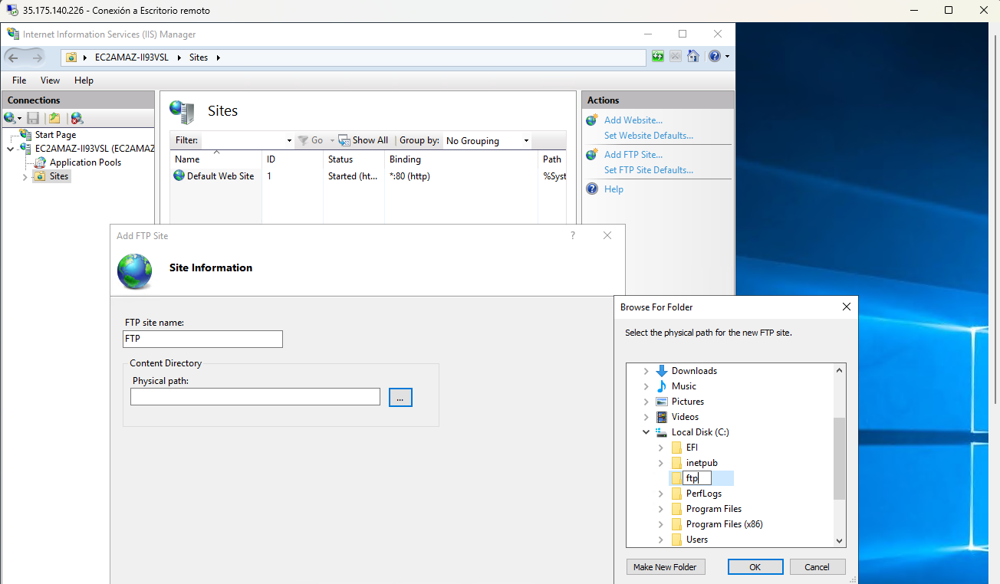 35.175.140.226 - Conexión a Escritorio remoto
Internet Information Services (IIS) Manager
EC2AMAZ-II93VSL Sites
File View Help
Connections
Start Page
EC2AMAZ-II93VSL (EC2AMAZ
Application Pools
Sites
Sites
Filter: Go Show All Group by: No Grouping
Name ID Status Binding Path
Default Web Site 1 Started (ht... *:80 (http) %Syst
Actions
Add Website...
Set Website Defaults...
Add FTP Site...
Set FTP Site Defaults...
Help
Add FTP Site ?
Site Information
FTP site name:
FTP
Content Directory
Physical path:
...
Browse For Folder
Select the physical path for the new FTP site.
Downloads
Music
Pictures
Videos
Local Disk (C:)
EFI
inetpub
ftp
PerfLogs
Program Files
Program Files (x86)
Users
Make New Folder OK Cancel